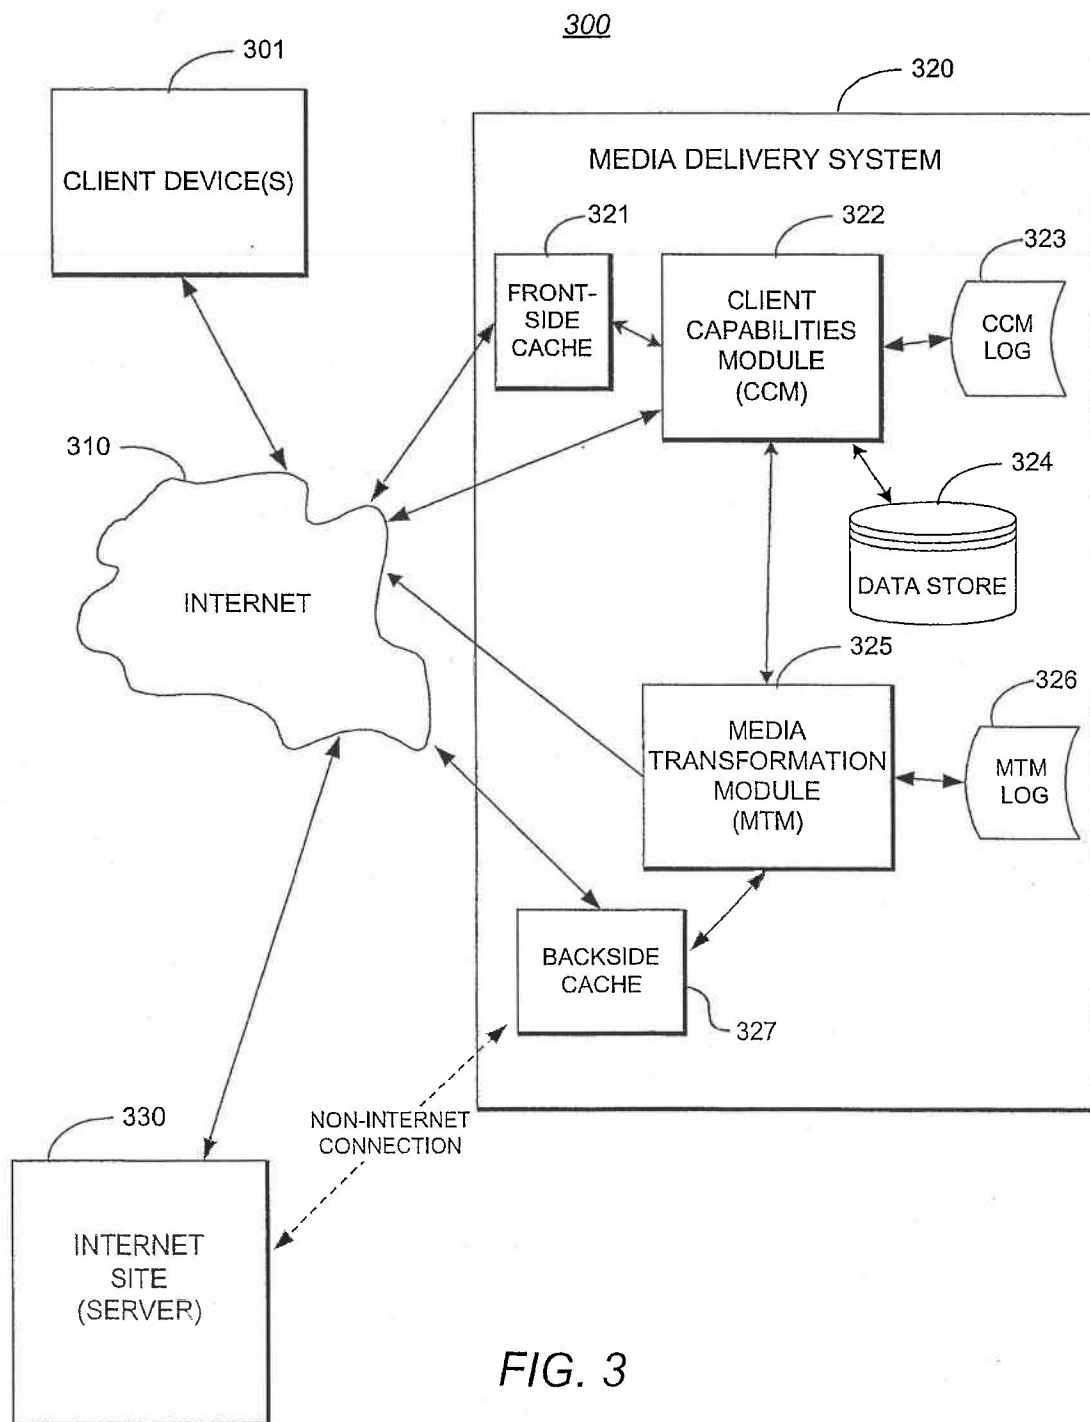 300
301
320
CLIENT DEVICE(S)
MEDIA DELIVERY SYSTEM
321
322
323
FRONT-
SIDE
CACHE
CLIENT
CAPABILITIES
MODULE
(CCM)
CCM
LOG
310
324
INTERNET
DATA STORE
325
326
MEDIA
TRANSFORMATION
MODULE
(MTM)
MTM
LOG
BACKSIDE
CACHE
327
NON-INTERNET
CONNECTION
330
INTERNET
SITE
(SERVER)
FIG. 3